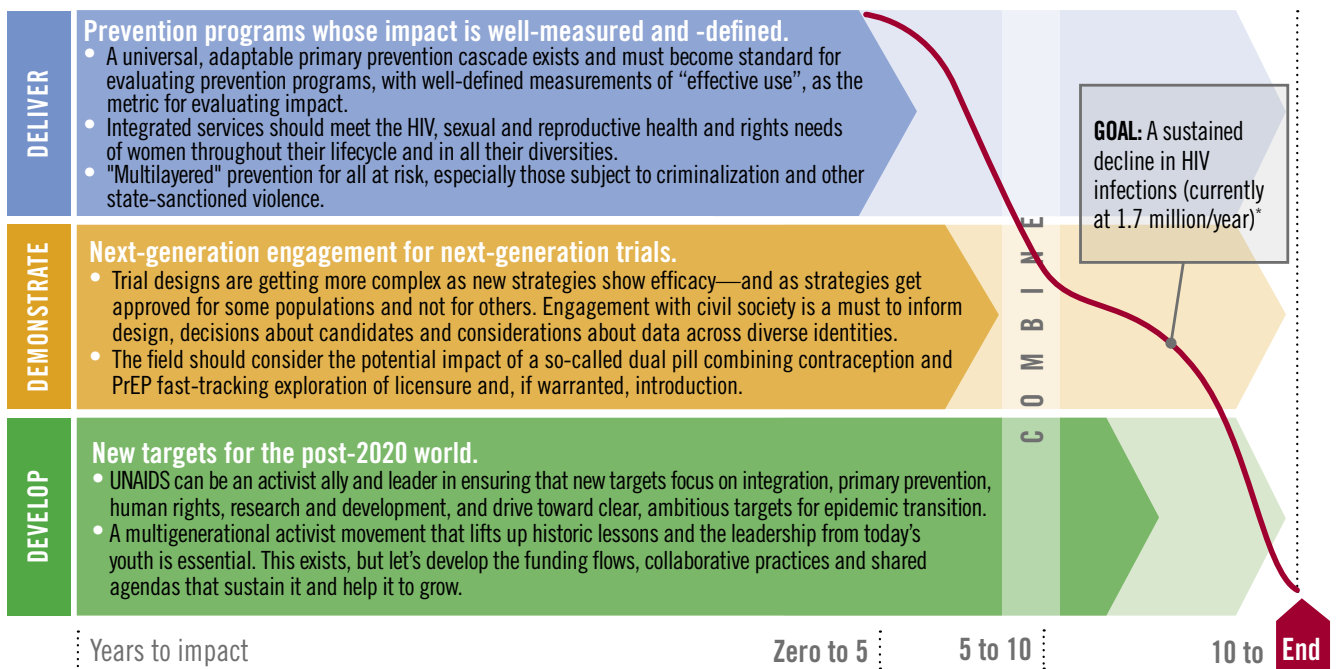 DELIVER
Prevention programs whose impact is well-measured and -defined.
• A universal, adaptable primary prevention cascade exists and must become standard for
evaluating prevention programs, with well-defined measurements of “effective use”, as the
metric for evaluating impact.
• Integrated services should meet the HIV, sexual and reproductive health and rights needs
of women throughout their lifecycle and in all their diversities.
• "Multilayered" prevention for all at risk, especially those subject to criminalization and other
state-sanctioned violence.
DEMONSTRATE
Next-generation engagement for next-generation trials.
• Trial designs are getting more complex as new strategies show efficacy—and as strategies get
approved for some populations and not for others. Engagement with civil society is a must to inform
design, decisions about candidates and considerations about data across diverse identities.
• The field should consider the potential impact of a so-called dual pill combining contraception and
PrEP fast-tracking exploration of licensure and, if warranted, introduction.
DEVELOP
New targets for the post-2020 world.
• UNAIDS can be an activist ally and leader in ensuring that new targets focus on integration, primary prevention,
human rights, research and development, and drive toward clear, ambitious targets for epidemic transition.
• A multigenerational activist movement that lifts up historic lessons and the leadership from today’s
youth is essential. This exists, but let’s develop the funding flows, collaborative practices and shared
agendas that sustain it and help it to grow.
COMBINE
GOAL: A sustained
decline in HIV
infections (currently
at 1.7 million/year)*
Years to impact
Zero to 5
5 to 10
10 to End